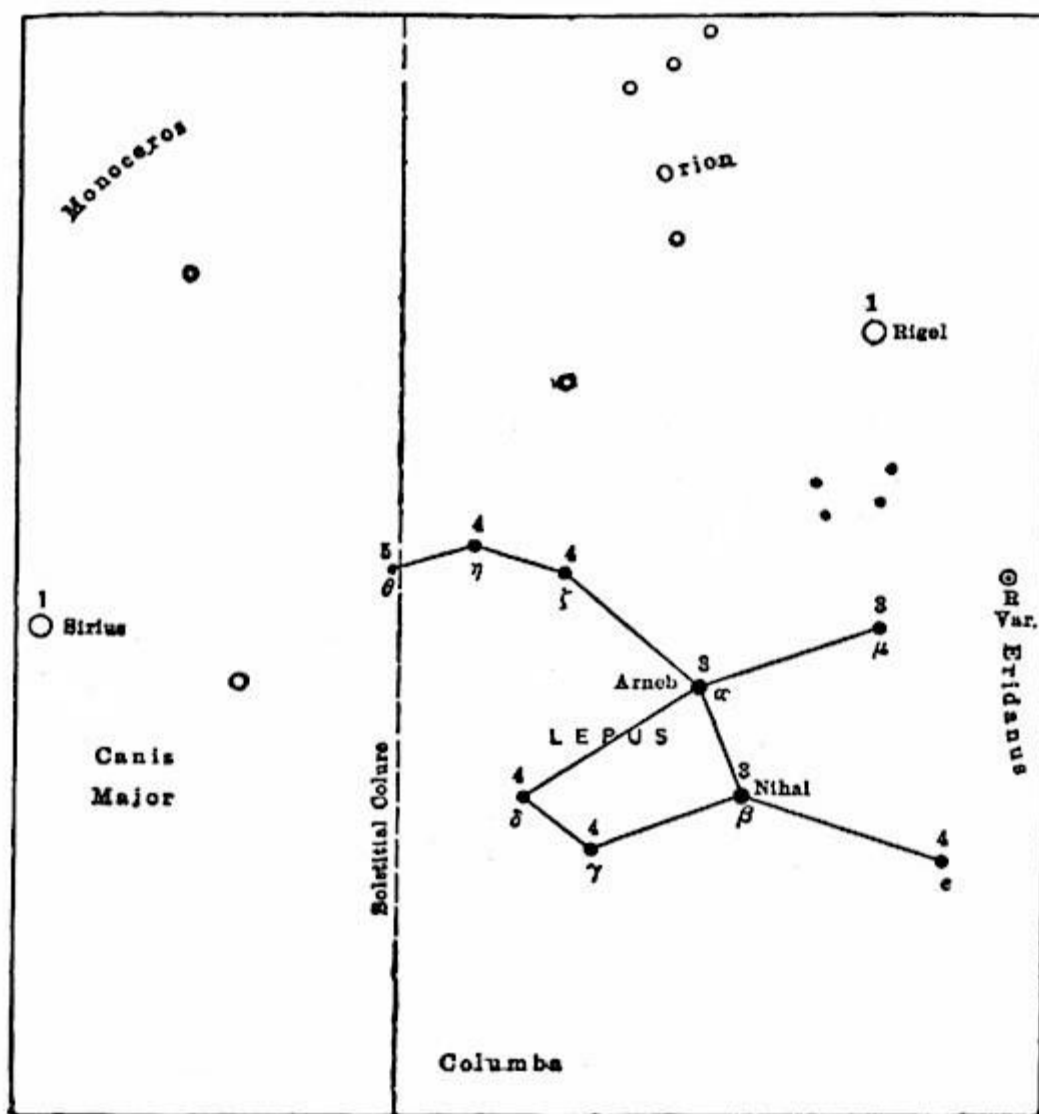 Monoceros
Orion
1
Rigel
5
θ
4
η
4
ζ
1
Sirius
R
Var.
Eridanus
3
μ
3
Arneb
α
LEPUS
Canis
Major
Solstitial Colure
4
δ
4
γ
3
Nihal
β
4
ε
Columba